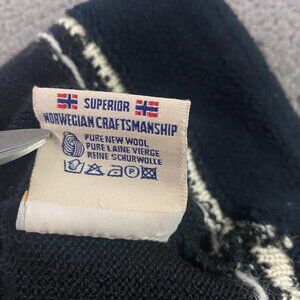 SUPERIOR
NORWEGIAN CRAFTSMANSHIP
PURE NEW WOOL
PURE LAINE VIERGE
REINE SCHURWOLLE